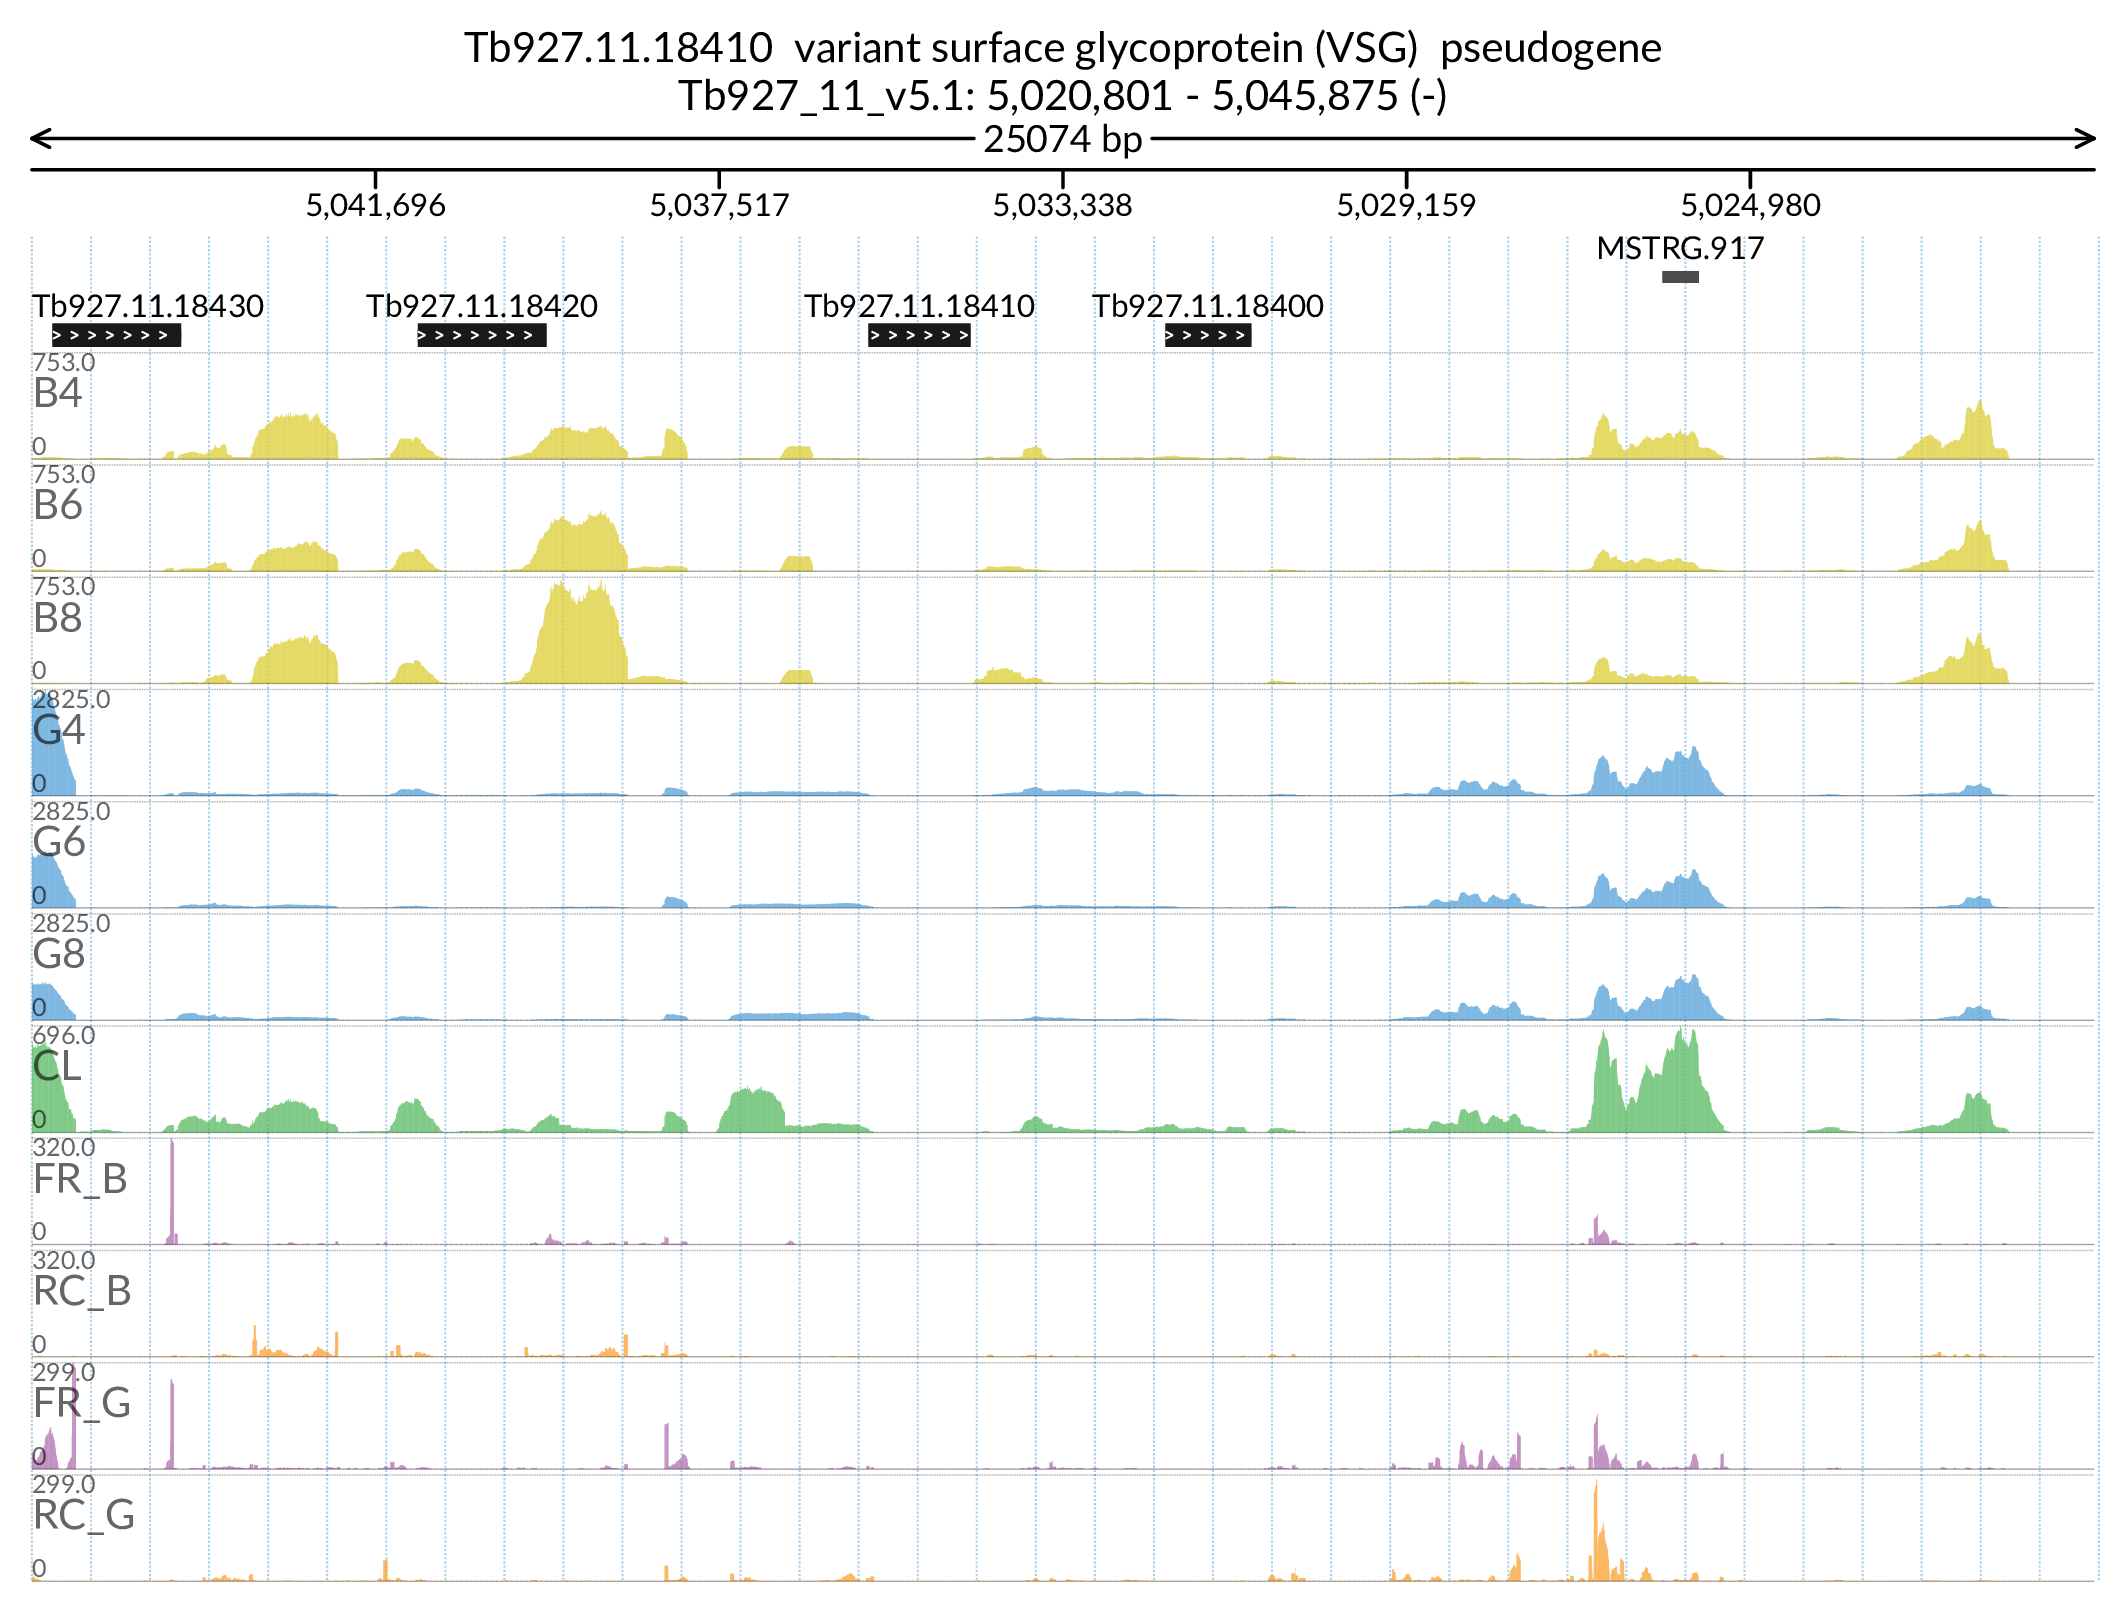 Tb927.11.18410 variant surface glycoprotein (VSG) pseudogene
Tb927_11_v5.1: 5,020,801 - 5,045,875 (-)
25074 bp
5,041,696 5,037,517 5,033,338 5,029,159 5,024,980
MSTRG.917
Tb927.11.18430 Tb927.11.18420 Tb927.11.18410 Tb927.11.18400
753.0
B4
0
753.0
B6
0
753.0
B8
0
2825.0
G4
0
2825.0
G6
0
2825.0
G8
0
696.0
CL
0
320.0
FR_B
0
320.0
RC_B
0
299.0
FR_G
0
299.0
RC_G
0